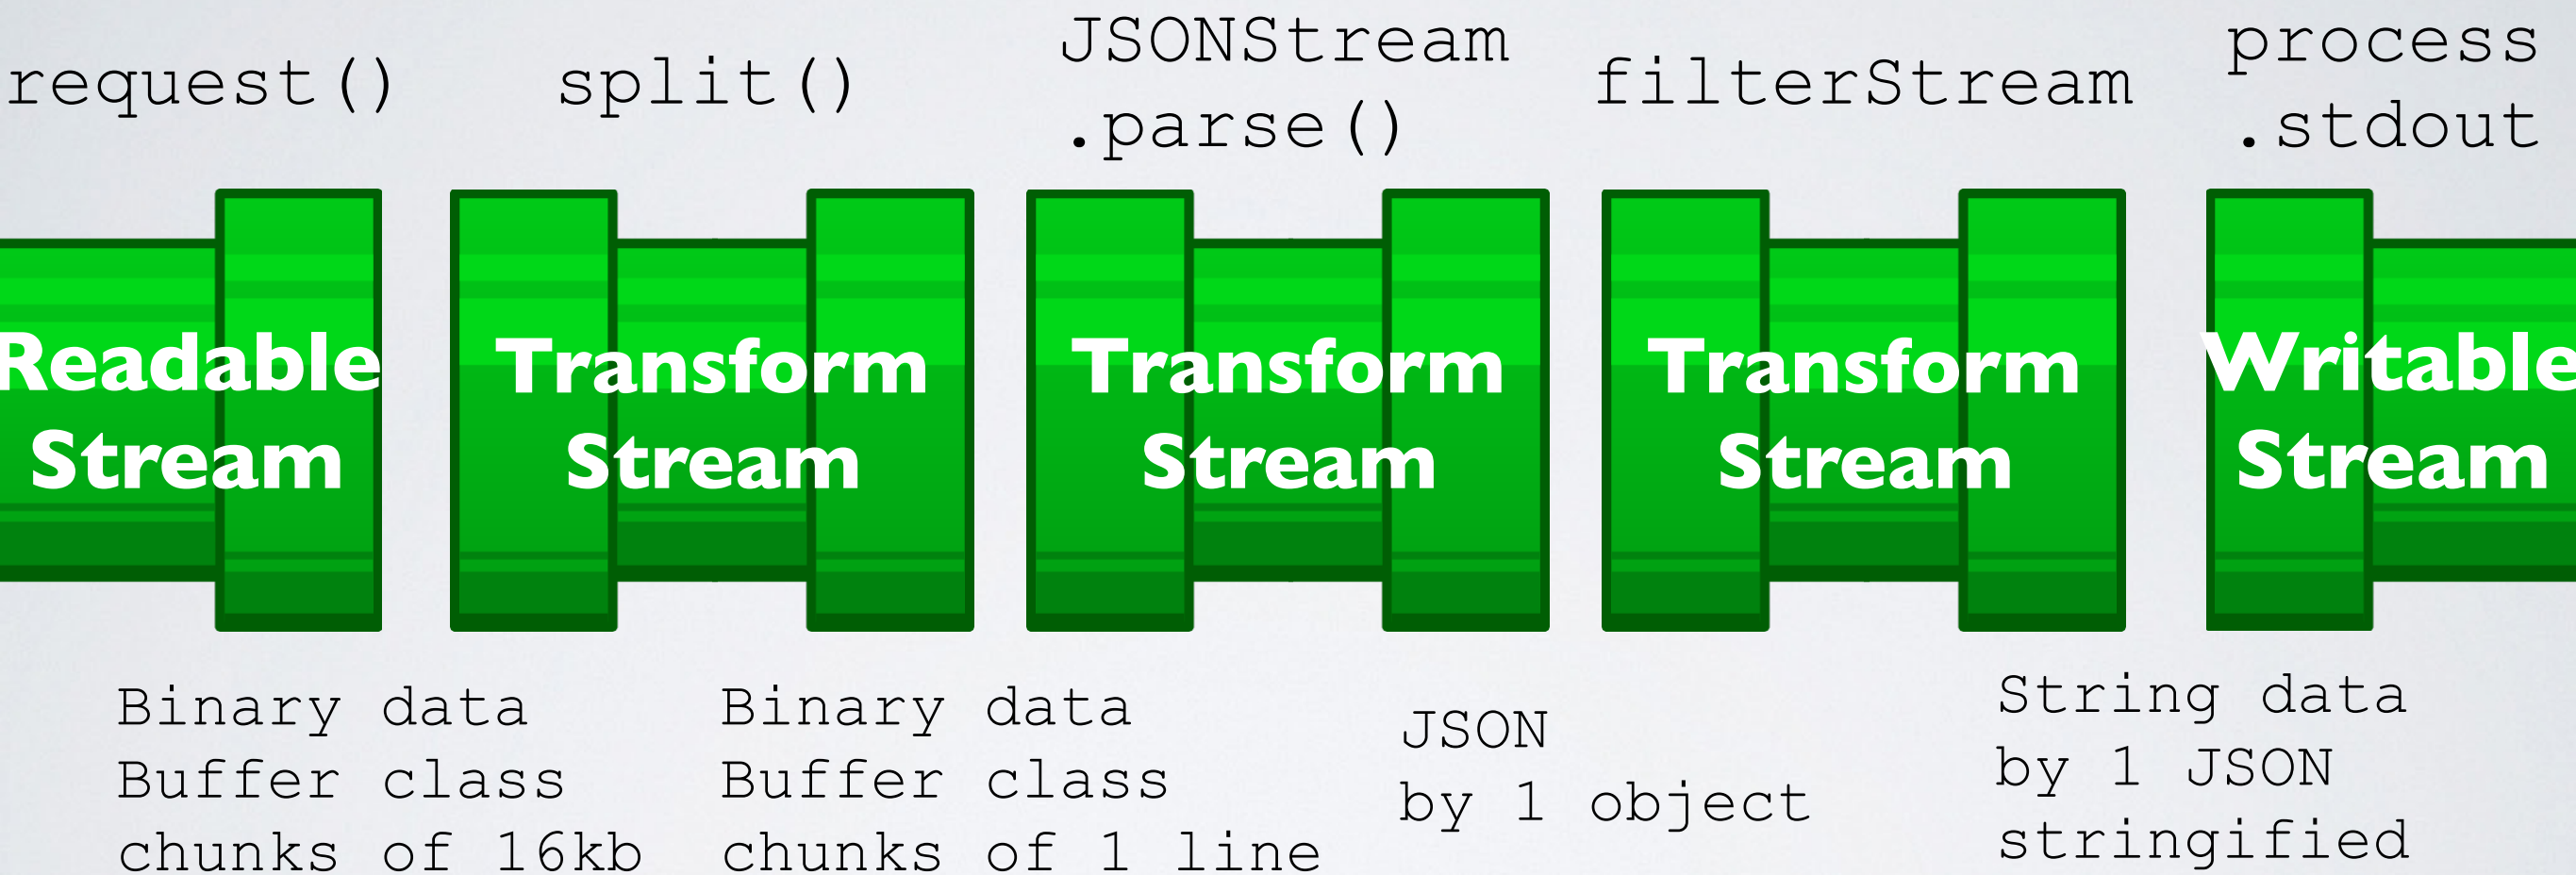 request()
split()
JSONStream
.parse()
filterStream
process
.stdout
Readable
Stream
Transform
Stream
Transform
Stream
Transform
Stream
Writable
Stream
Binary data
Buffer class
chunks of 16kb
Binary data
Buffer class
chunks of 1 line
JSON
by 1 object
String data
by 1 JSON
stringified